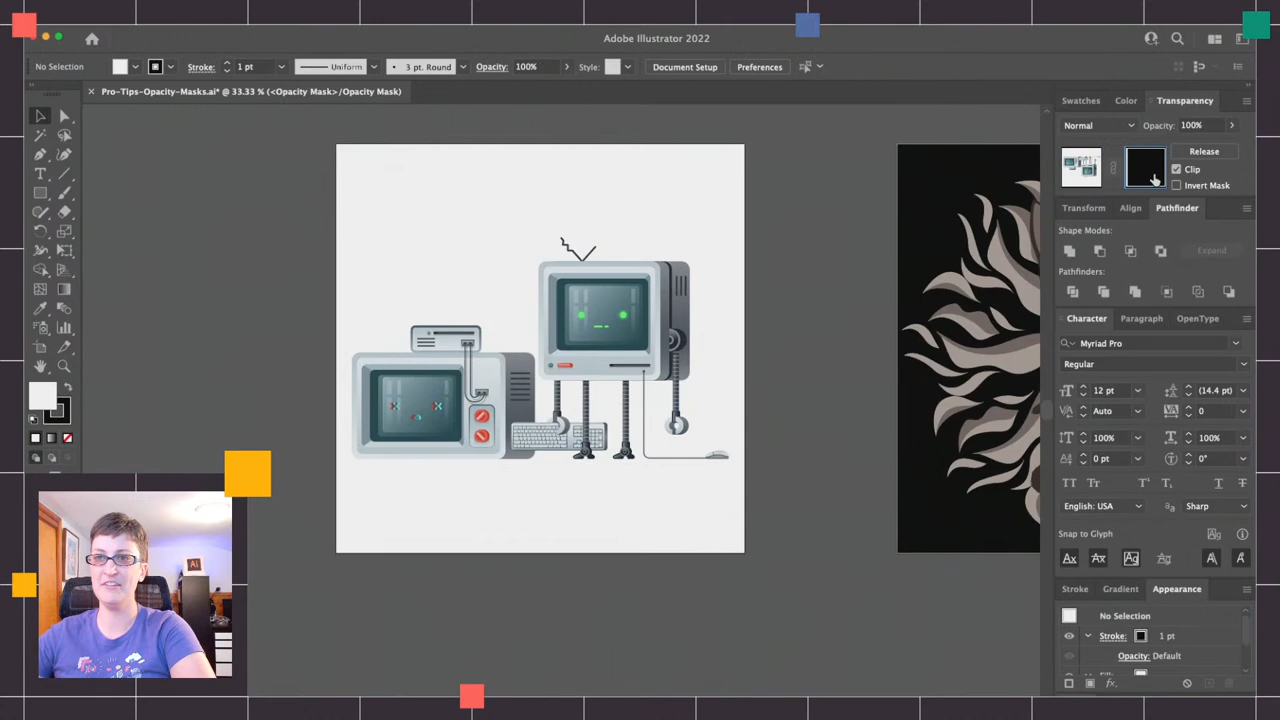 Adobe Illustrator 2022
No Selection
Stroke: 1 pt
Uniform
3 pt. Round
Opacity: 100%
Style:
Document Setup
Preferences
Pro-Tips-Opacity-Masks.ai* @ 33.33 % (<Opacity Mask>/Opacity Mask)
Swatches
Color
Transparency
Normal
Opacity: 100%
Release
Clip
Invert Mask
Transform
Align
Pathfinder
Shape Modes:
Expand
Pathfinders:
Character
Paragraph
OpenType
Myriad Pro
Regular
12 pt
(14.4 pt)
Auto
0
100%
100%
0 pt
0°
English: USA
Sharp
Snap to Glyph
Stroke
Gradient
Appearance
No Selection
Stroke: 1 pt
Opacity: Default
Ai